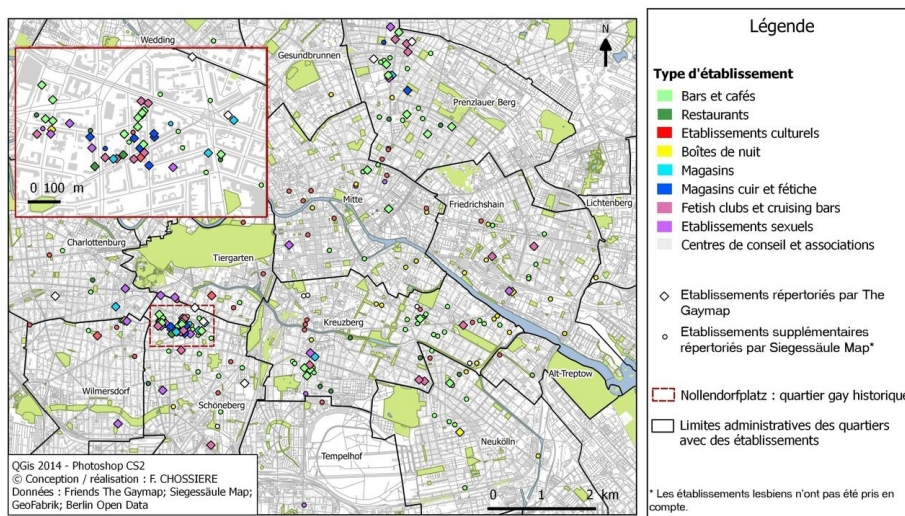 Wedding
Gesundbrunnen
N
Prenzlauer Berg
0 100 m
Mitte
Friedrichshain
Lichtenberg
Charlottenburg
Tiergarten
Kreuzberg
Alt-Treptow
Wilmersdorf
Schöneberg
Neukölln
Tempelhof
QGis 2014 - Photoshop CS2
© Conception / réalisation : F. CHOSSIERE
Données : Friends The Gaymap; Siegessäule Map;
GeoFabrik; Berlin Open Data
0 1 2 km
Légende
Type d'établissement
Bars et cafés
Restaurants
Etablissements culturels
Boîtes de nuit
Magasins
Magasins cuir et fétiche
Fetish clubs et cruising bars
Etablissements sexuels
Centres de conseil et associations
Etablissements répertoriés par The
Gaymap
Etablissements supplémentaires
répertoriés par Siegessäule Map*
Nollendorfplatz : quartier gay historique
Limites administratives des quartiers
avec des établissements
* Les établissements lesbiens n'ont pas été pris en
compte.